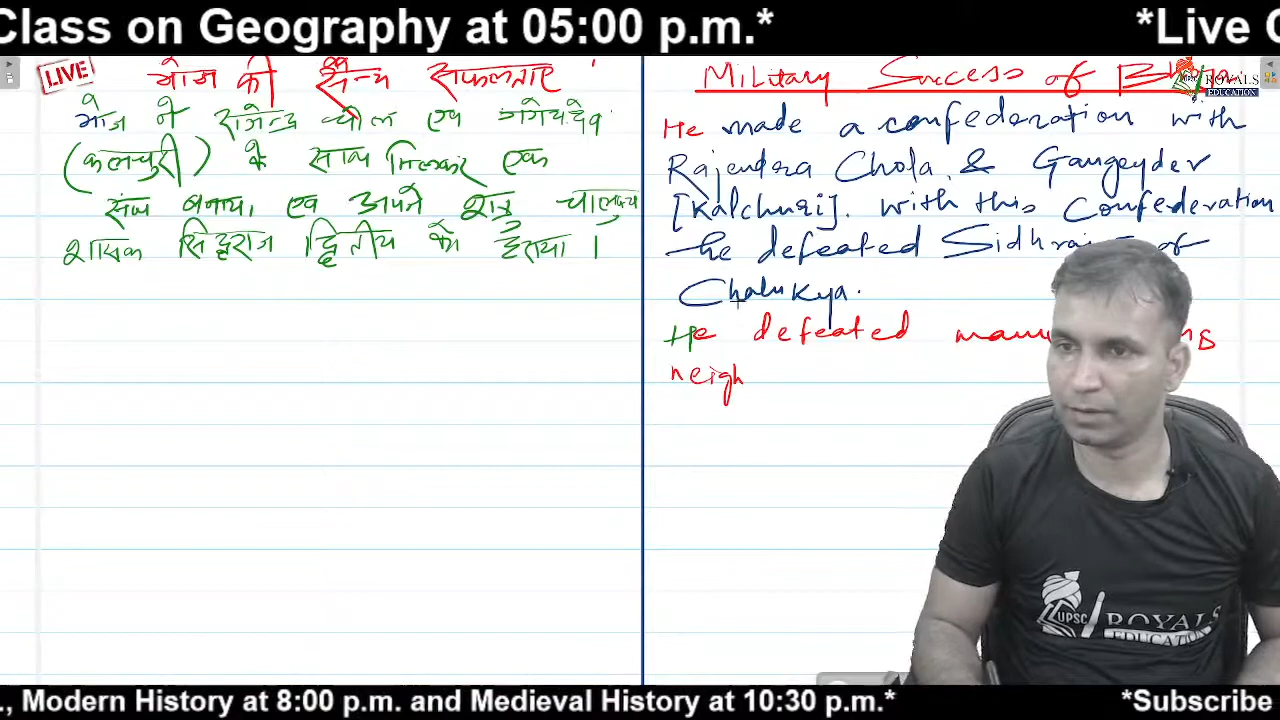 Class on Geography at 05:00 p.m.*
*Live C
LIVE
भोज की सैन्य सफलताएं
भोज ने राजेन्द्र चोल एवं गंगेयदेव
(कलचुरी) के साथ मिलकर एक
संघ बनाया एवं अपने शत्रु चालुक्य
शासक सिद्धराज द्वितीय को हराया ।
Military Success of
ROYALS
EDUCATION
He made a confederation with
Rajendra Chola & Gangeydev
[Kalchuri]. with this Confederation
he defeated Sidhraj of
Chalukya.
He defeated
neigh
UPSC ROYALS
EDUCATION
., Modern History at 8:00 p.m. and Medieval History at 10:30 p.m.*
*Subscribe